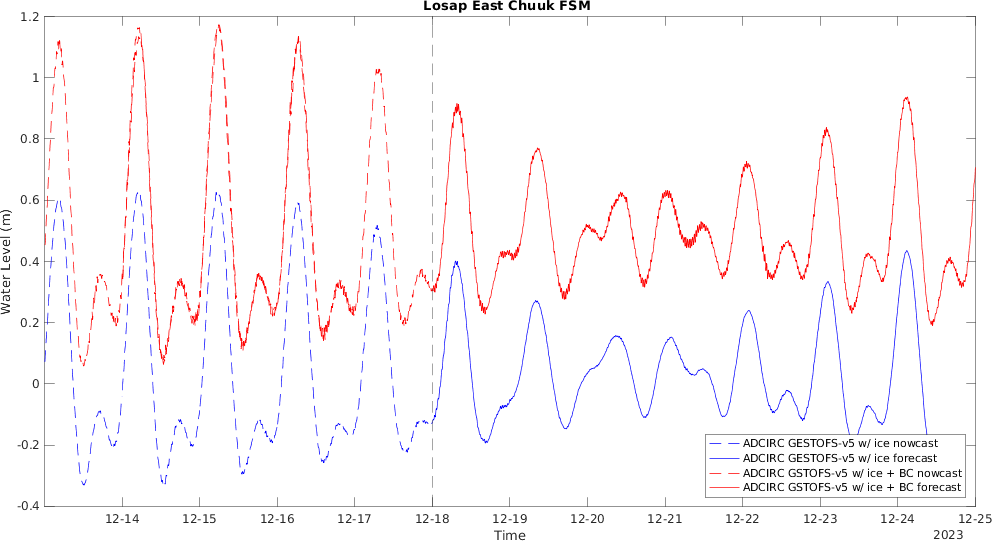 Losap East Chuuk FSM
Water Level (m)
1.2
1
0.8
0.6
0.4
0.2
0
-0.2
-0.4
ADCIRC GESTOFS-v5 w/ ice nowcast
ADCIRC GESTOFS-v5 w/ ice forecast
ADCIRC GSTOFS-v5 w/ ice + BC nowcast
ADCIRC GSTOFS-v5 w/ ice + BC forecast
12-14 12-15 12-16 12-17 12-18 12-19 12-20 12-21 12-22 12-23 12-24 12-25
Time
2023